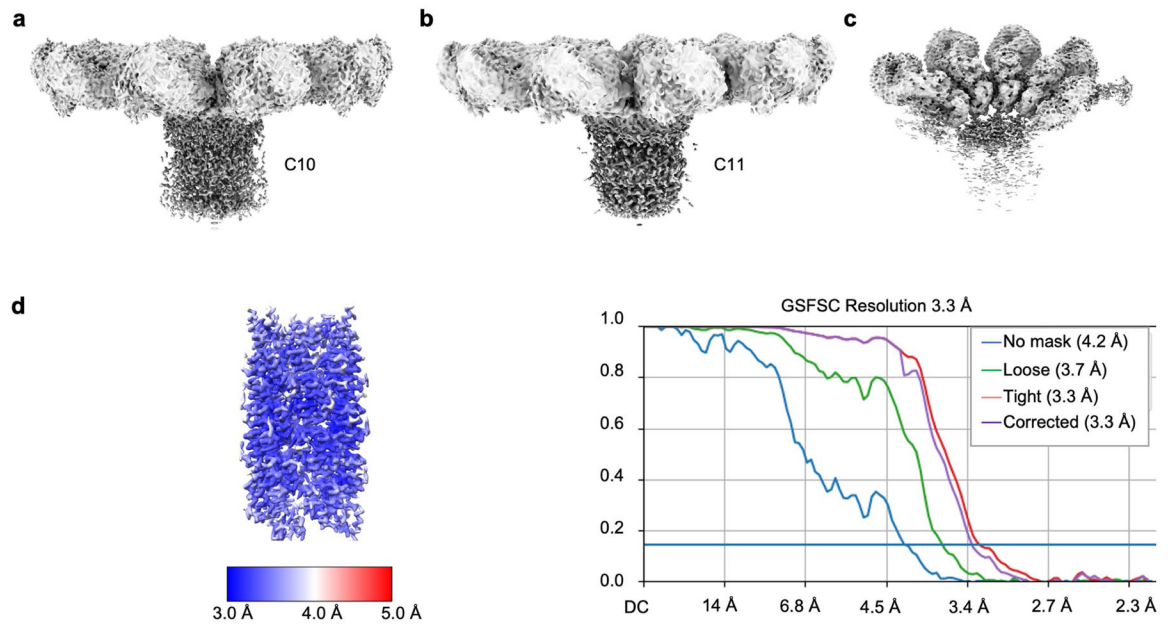 a
b
c
C10
C11
d
3.0 Å
4.0 Å
5.0 Å
GSFSC Resolution 3.3 Å
1.0
0.8
0.6
0.4
0.2
0.0
No mask (4.2 Å)
Loose (3.7 Å)
Tight (3.3 Å)
Corrected (3.3 Å)
DC
14 Å
6.8 Å
4.5 Å
3.4 Å
2.7 Å
2.3 Å